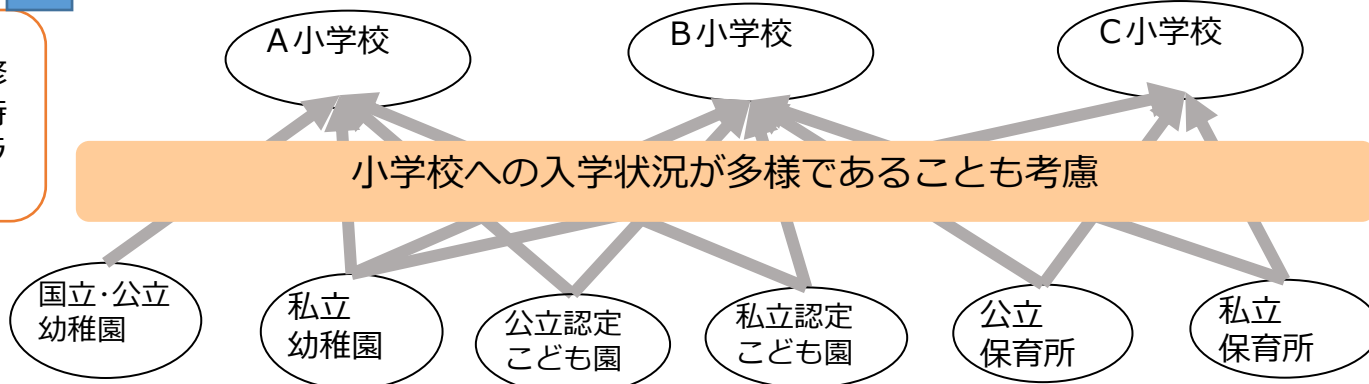 A小学校
B小学校
C小学校
小学校への入学状況が多様であることも考慮
国立・公立
幼稚園
私立
幼稚園
公立認定
こども園
私立認定
こども園
公立
保育所
私立
保育所